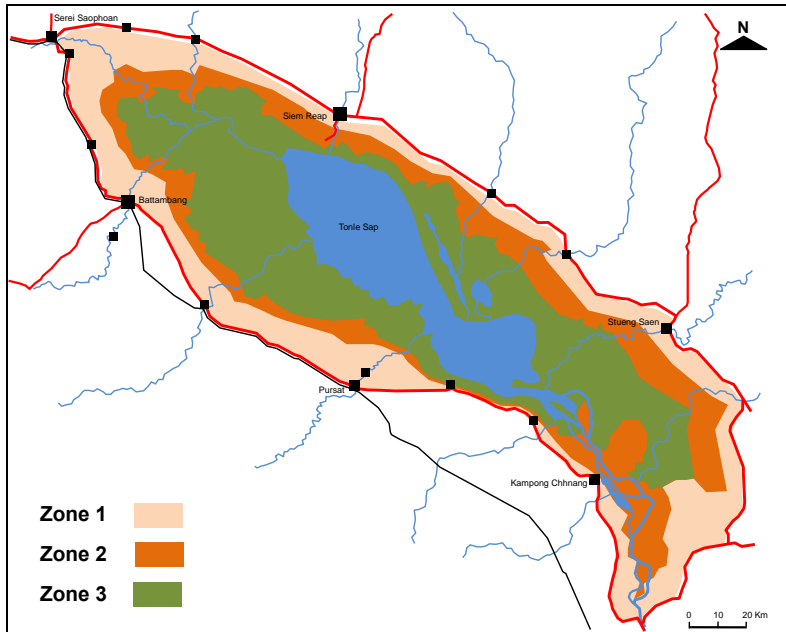 Serei Saophoan
N
Siem Reap
Battambang
Tonle Sap
Stueng Saen
Pursat
Kampong Chhnang
Zone 1
Zone 2
Zone 3
0 10 20 Km